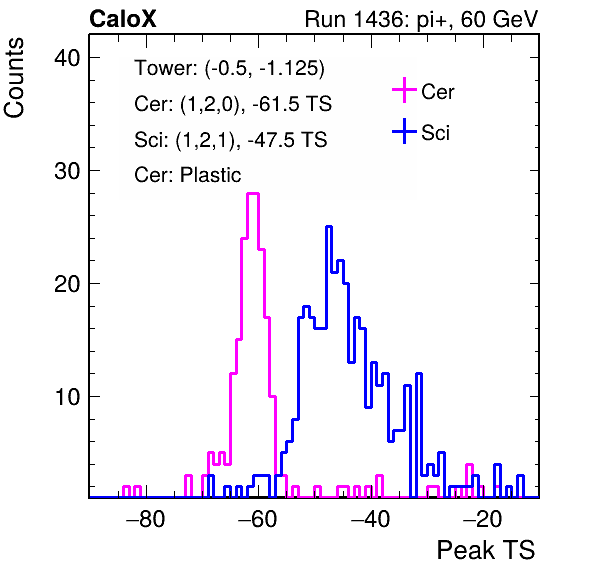 CaloX Run 1436: pi+, 60 GeV
Counts
40
30
20
10
Tower: (-0.5, -1.125)
Cer: (1,2,0), -61.5 TS
Sci: (1,2,1), -47.5 TS
Cer: Plastic
Cer
Sci
−80 −60 −40 −20
Peak TS